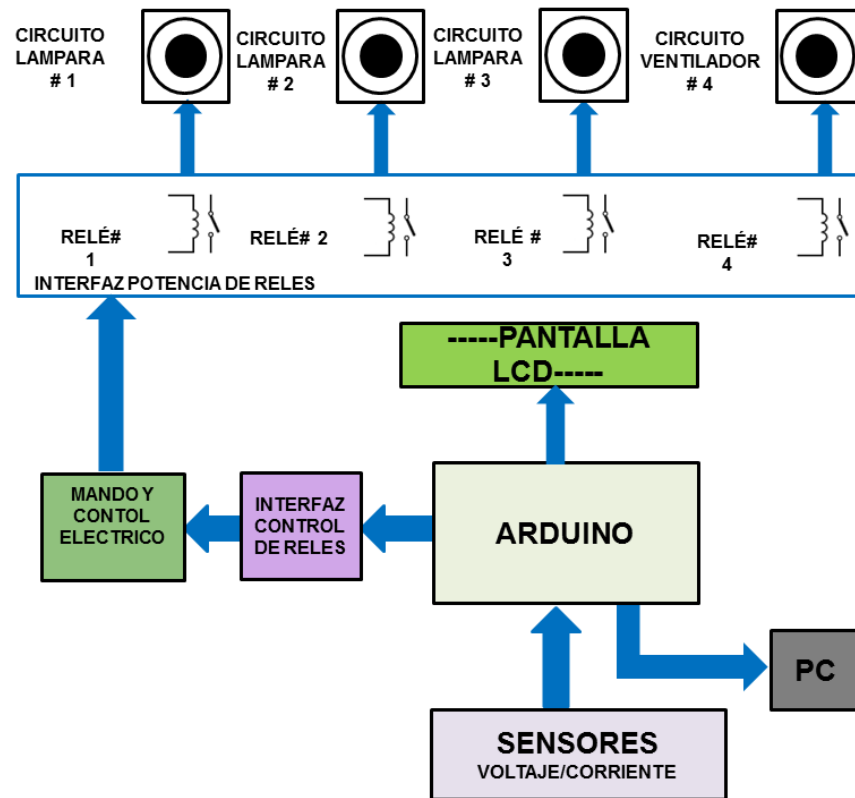 CIRCUITO
LAMPARA
# 1
CIRCUITO
LAMPARA
# 2
CIRCUITO
LAMPARA
# 3
CIRCUITO
VENTILADOR
# 4
RELÉ#
1
RELÉ# 2
RELÉ #
3
RELÉ#
4
INTERFAZ POTENCIA DE RELES
-----PANTALLA
LCD-----
MANDO Y
CONTOL
ELECTRICO
INTERFAZ
CONTROL
DE RELES
ARDUINO
PC
SENSORES
VOLTAJE/CORRIENTE